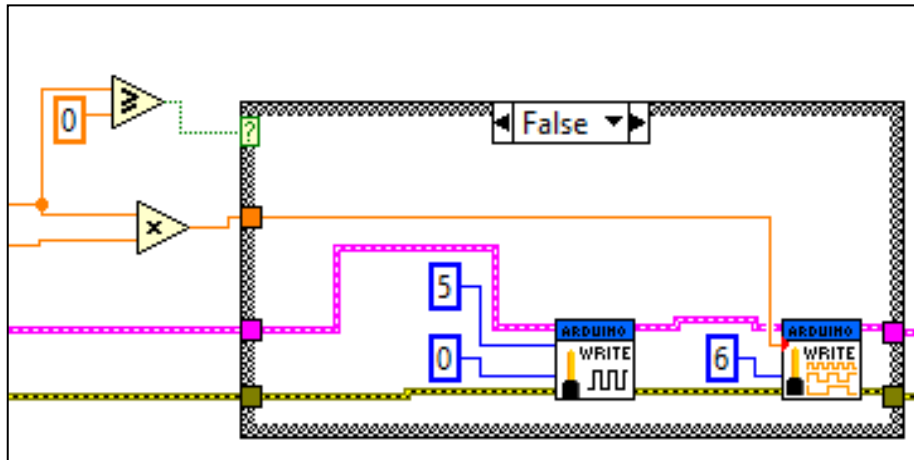 ≥
0
False
?
×
5
ARDUINO
ARDUINO
WRITE
WRITE
0
6